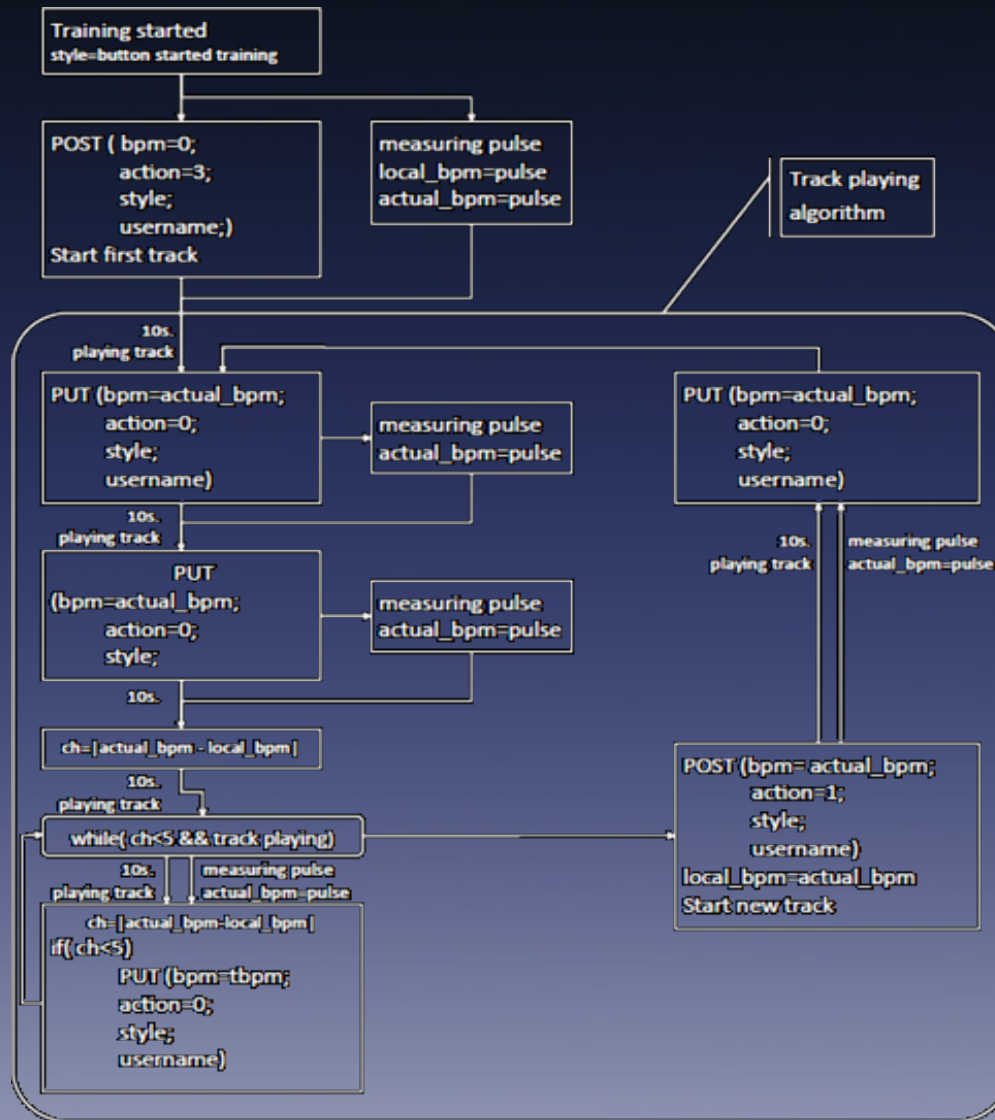 Training started
style=button started training
POST ( bpm=0;
action=3;
style;
username;)
Start first track
measuring pulse
local_bpm=pulse
actual_bpm=pulse
Track playing
algorithm
10s.
playing track
PUT (bpm=actual_bpm;
action=0;
style;
username)
measuring pulse
actual_bpm=pulse
PUT (bpm=actual_bpm;
action=0;
style;
username)
10s.
playing track
10s.
playing track
measuring pulse
actual_bpm=pulse
PUT
(bpm=actual_bpm;
action=0;
style;
measuring pulse
actual_bpm=pulse
10s.
ch=|actual_bpm - local_bpm|
10s.
playing track
while( ch<5 && track playing)
POST (bpm= actual_bpm;
action=1;
style;
username)
local_bpm=actual_bpm
Start new track
10s.
playing track
measuring pulse
actual_bpm=pulse
ch=|actual_bpm-local_bpm|
if( ch<5)
PUT (bpm=tbpm;
action=0;
style;
username)